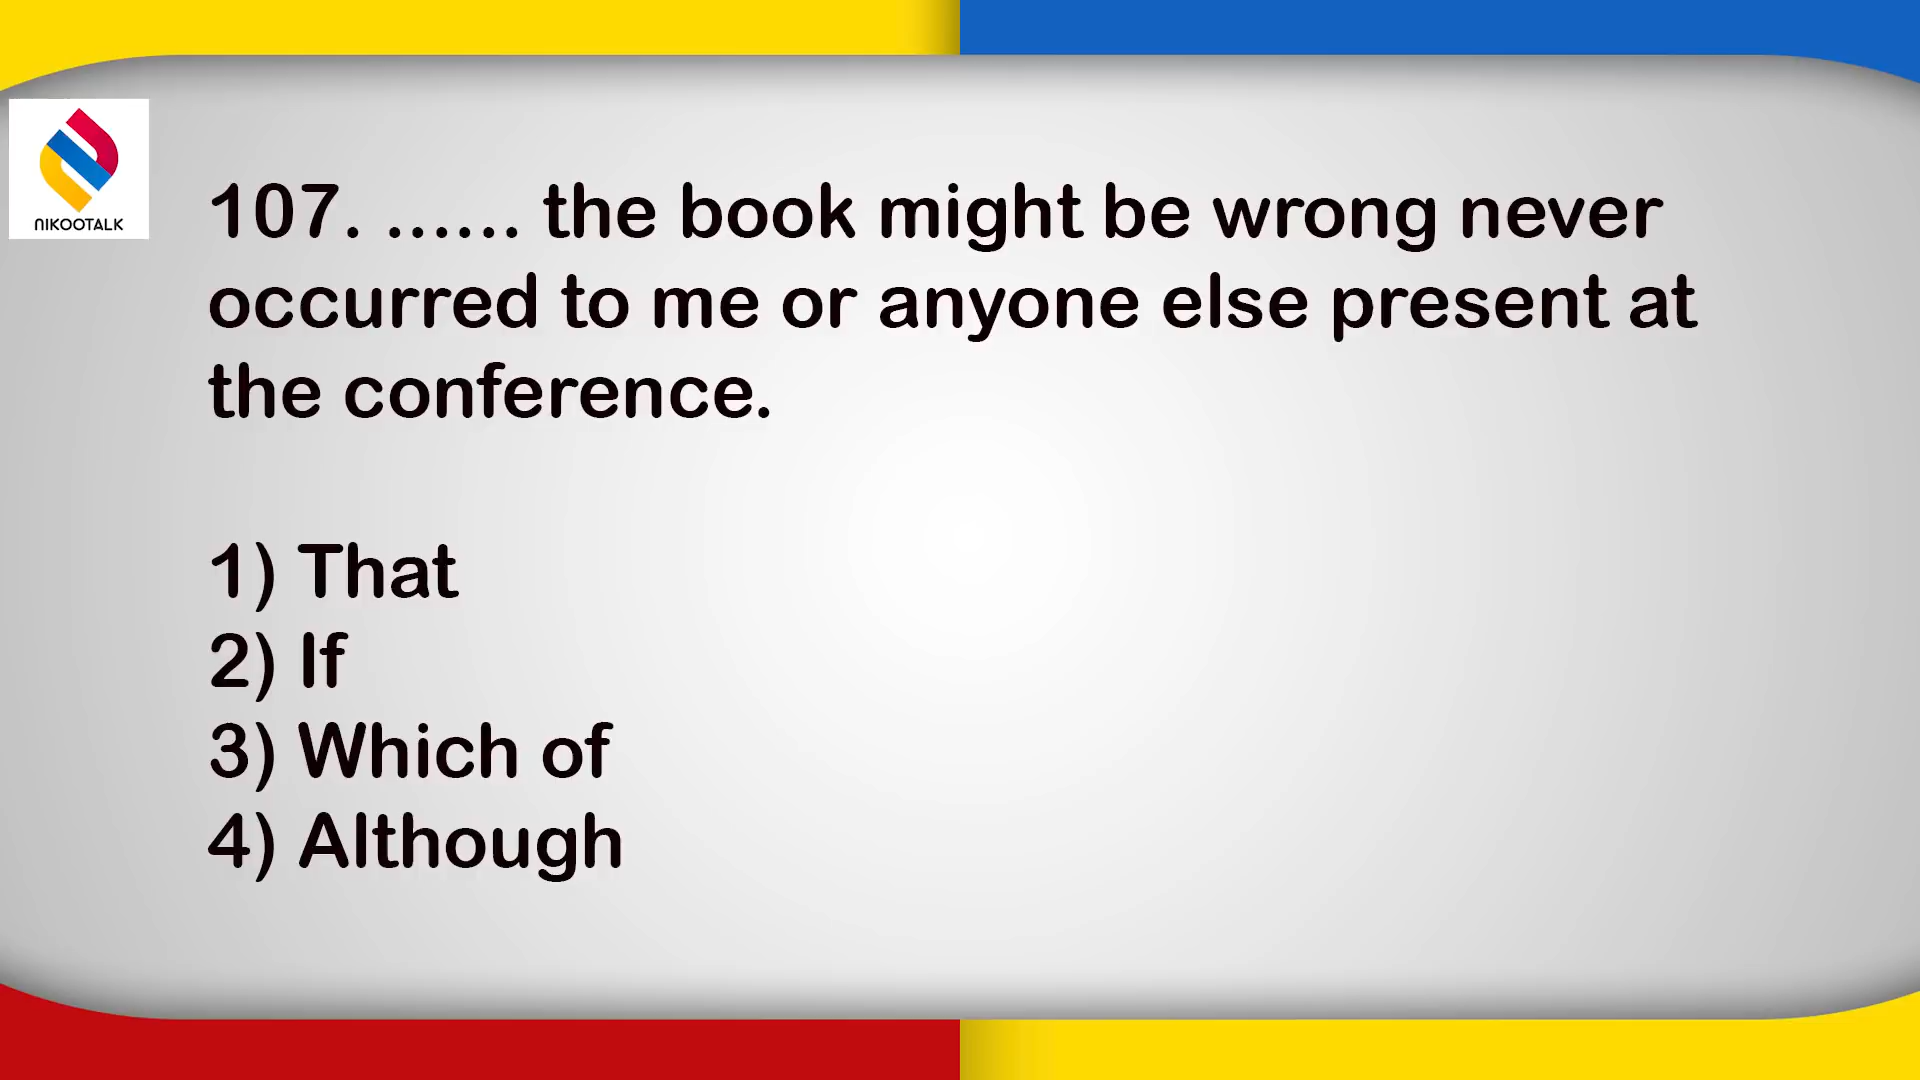 NIKOOTALK
107. ...... the book might be wrong never
occurred to me or anyone else present at
the conference.
1) That
2) If
3) Which of
4) Although